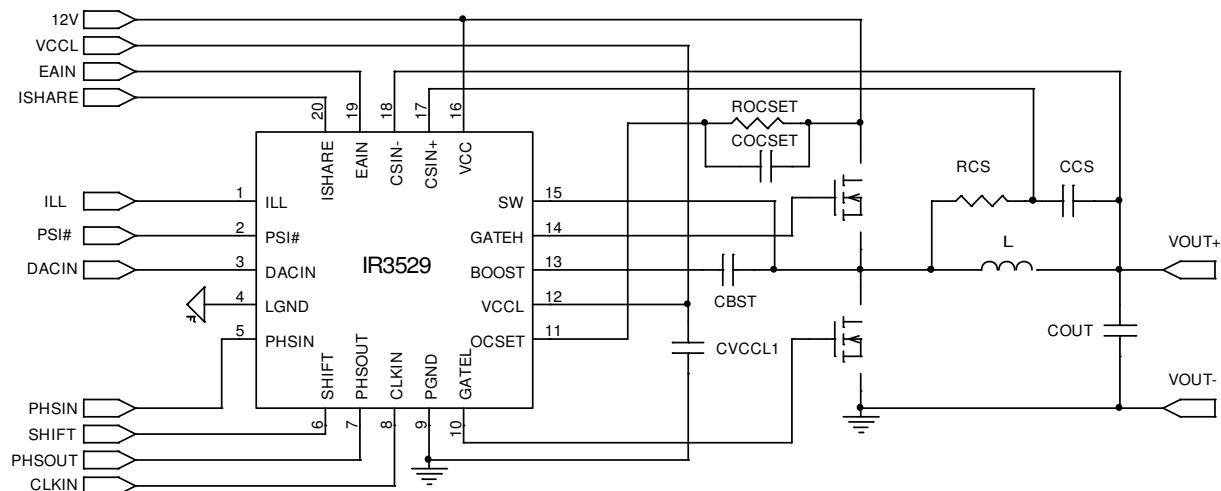 12V
VCCL
EAIN
ISHARE
20
19
18
17
16
ISHARE
EAIN
CSIN-
CSIN+
VCC
ROCSET
COCSET
RCS
CCS
ILL
1
ILL
SW
15
PSI#
2
PSI#
GATEH
14
L
VOUT+
DACIN
3
DACIN
IR3529
BOOST
13
CBST
4
LGND
VCCL
12
5
PHSIN
OCSET
11
CVCCL1
COUT
SHIFT
PHSOUT
CLKIN
PGND
GATEL
VOUT-
PHSIN
6
7
8
9
10
SHIFT
PHSOUT
CLKIN